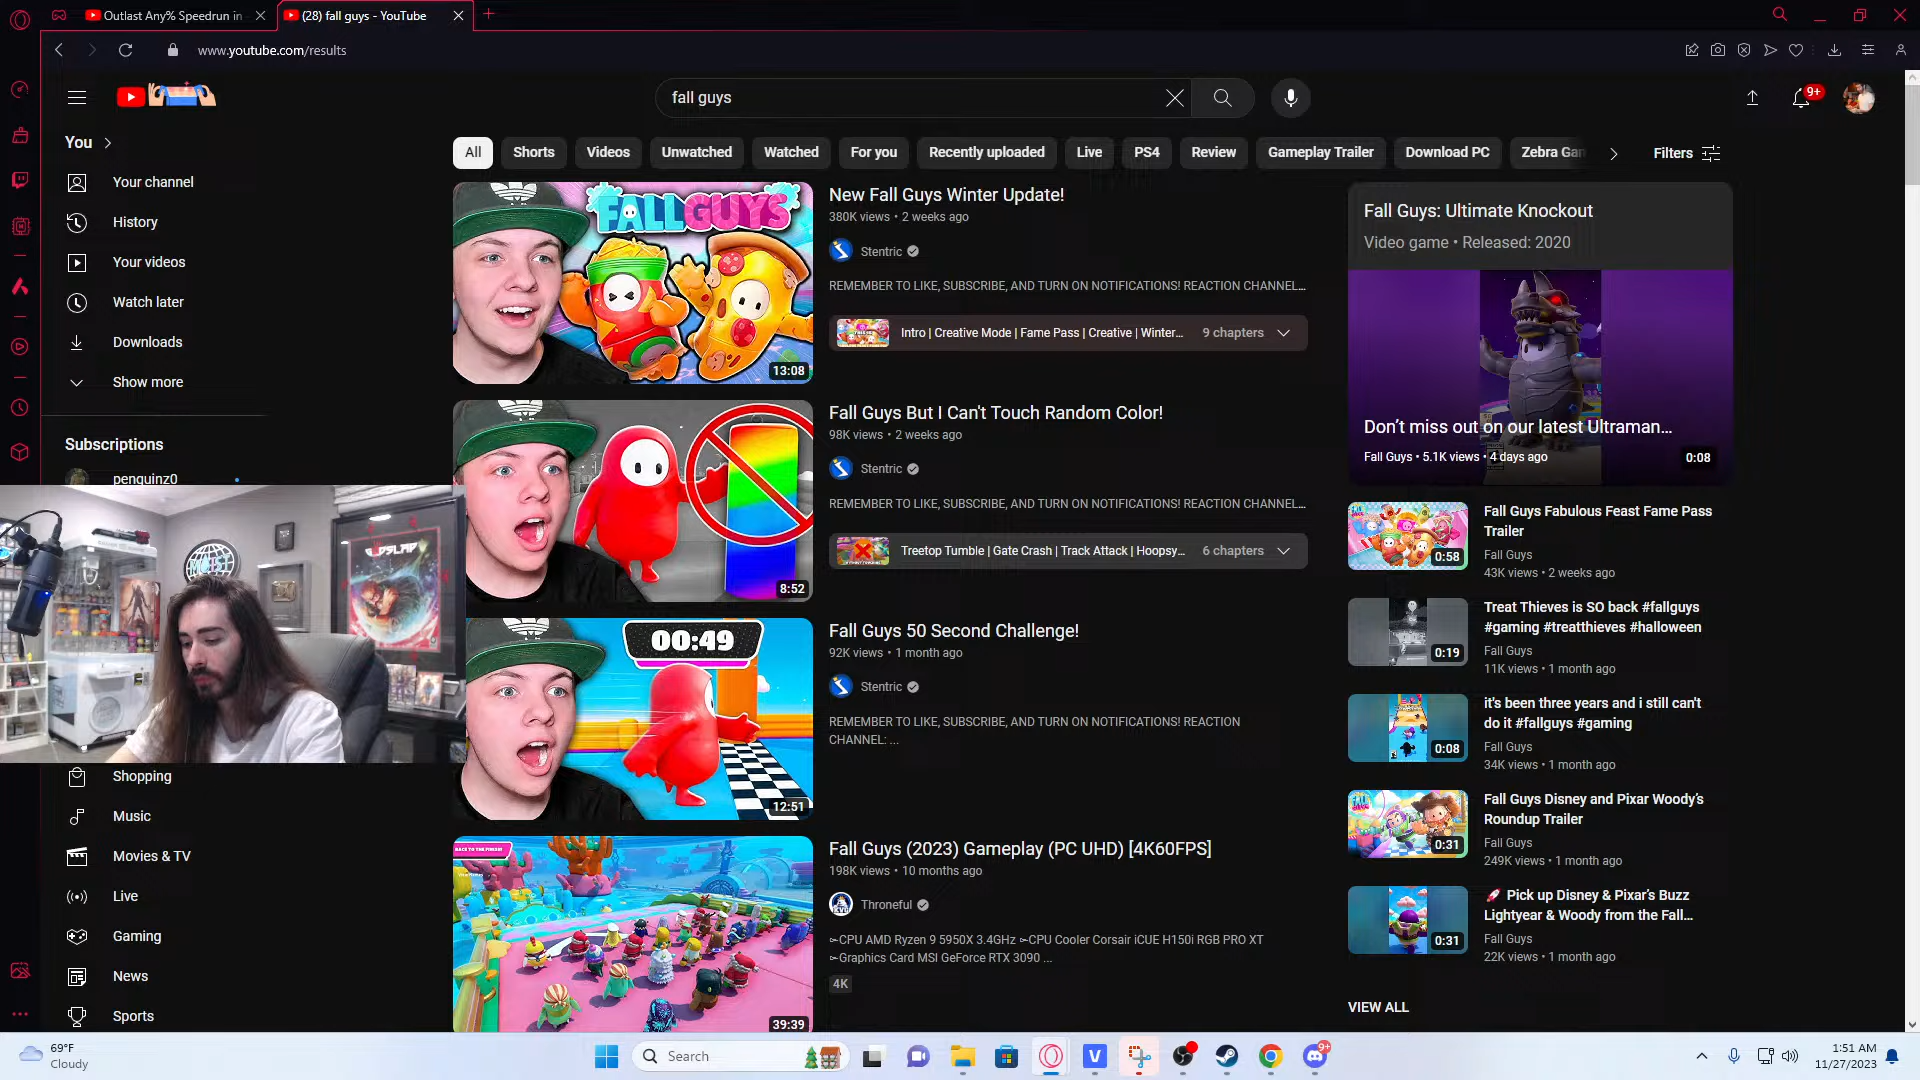 Outlast Any% Speedrun in
(28) fall guys - YouTube
www.youtube.com/results
fall guys
9+
You
Your channel
History
Your videos
Watch later
Downloads
Show more
Subscriptions
penguinz0
Shopping
Music
Movies & TV
Live
Gaming
News
Sports
All
Shorts
Videos
Unwatched
Watched
For you
Recently uploaded
Live
PS4
Review
Gameplay Trailer
Download PC
Zebra Gam
Filters
FALL GUYS
13:08
New Fall Guys Winter Update!
380K views • 2 weeks ago
Stentric
REMEMBER TO LIKE, SUBSCRIBE, AND TURN ON NOTIFICATIONS! REACTION CHANNEL...
Intro | Creative Mode | Fame Pass | Creative | Winter...
9 chapters
8:52
Fall Guys But I Can't Touch Random Color!
98K views • 2 weeks ago
Stentric
REMEMBER TO LIKE, SUBSCRIBE, AND TURN ON NOTIFICATIONS! REACTION CHANNEL...
Treetop Tumble | Gate Crash | Track Attack | Hoopsy...
6 chapters
00:49
12:51
Fall Guys 50 Second Challenge!
92K views • 1 month ago
Stentric
REMEMBER TO LIKE, SUBSCRIBE, AND TURN ON NOTIFICATIONS! REACTION
CHANNEL: ...
39:39
Fall Guys (2023) Gameplay (PC UHD) [4K60FPS]
198K views • 10 months ago
Throneful
➳CPU AMD Ryzen 9 5950X 3.4GHz ➳CPU Cooler Corsair iCUE H150i RGB PRO XT
➳Graphics Card MSI GeForce RTX 3090 ...
4K
Fall Guys: Ultimate Knockout
Video game • Released: 2020
Don't miss out on our latest Ultraman...
Fall Guys • 5.1K views • 4 days ago
0:08
0:58
Fall Guys Fabulous Feast Fame Pass
Trailer
Fall Guys
43K views • 2 weeks ago
0:19
Treat Thieves is SO back #fallguys
#gaming #treatthieves #halloween
Fall Guys
11K views • 1 month ago
0:08
it's been three years and i still can't
do it #fallguys #gaming
Fall Guys
34K views • 1 month ago
0:31
Fall Guys Disney and Pixar Woody's
Roundup Trailer
Fall Guys
249K views • 1 month ago
0:31
🚀 Pick up Disney & Pixar's Buzz
Lightyear & Woody from the Fall...
Fall Guys
22K views • 1 month ago
VIEW ALL
MCST
69°F
Cloudy
Search
9+
1:51 AM
11/27/2023